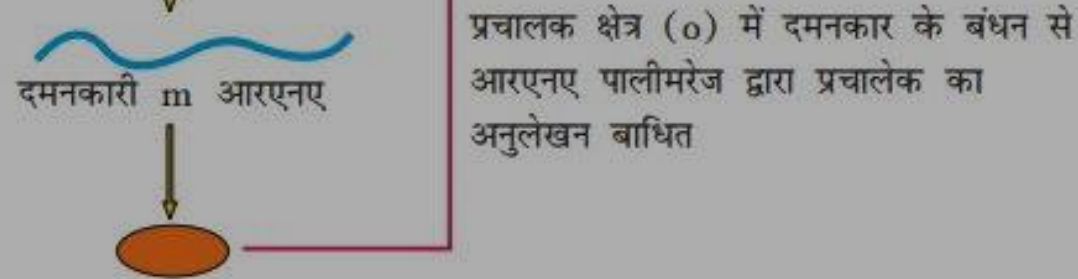 प्रचालक क्षेत्र (o) में दमनकार के बंधन से
आरएनए पालीमरेज द्वारा प्रचालेक का
अनुलेखन बाधित
दमनकारी m आरएनए